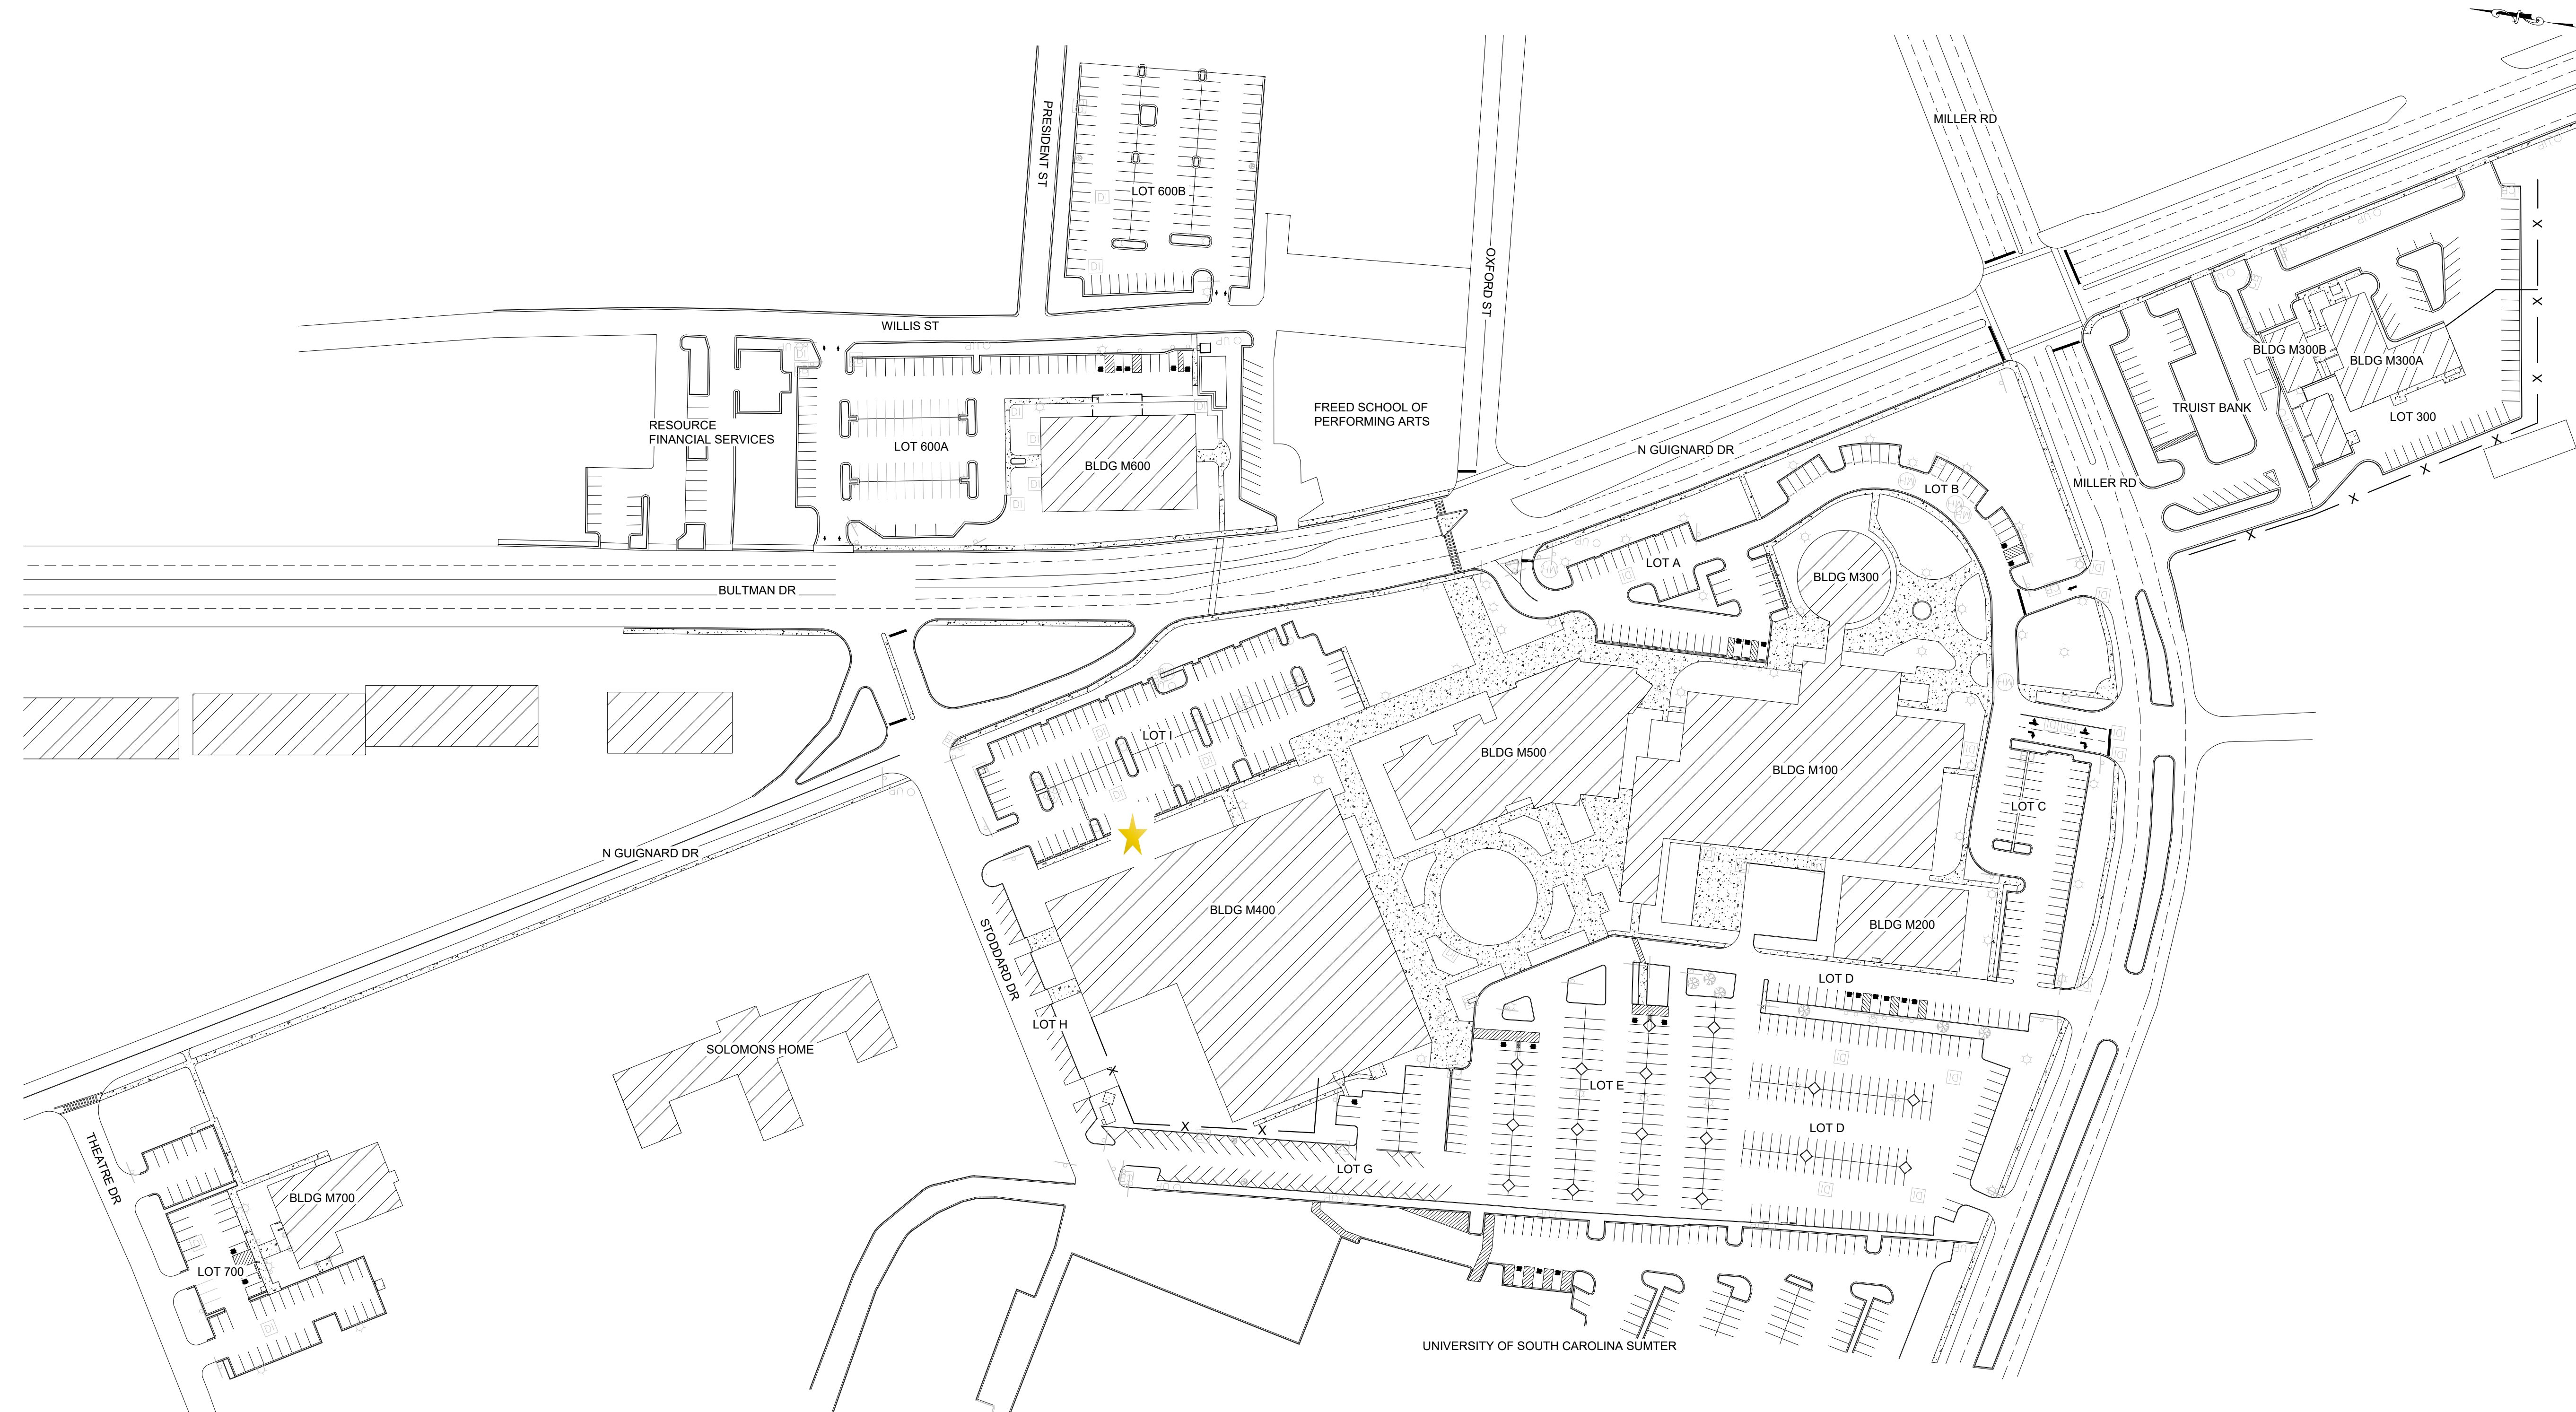 MILLER RD
PRESIDENT ST
LOT 600B
OXFORD ST
WILLIS ST
BLDG M300B
BLDG M300A
TRUIST BANK
LOT 300
FREED SCHOOL OF
PERFORMING ARTS
RESOURCE
FINANCIAL SERVICES
LOT 600A
BLDG M600
N GUIGNARD DR
MILLER RD
LOT B
LOT A
BLDG M300
BULTMAN DR
LOT I
BLDG M500
BLDG M100
LOT C
N GUIGNARD DR
BLDG M400
BLDG M200
STODDARD DR
LOT D
LOT H
SOLOMONS HOME
LOT E
LOT D
THEATRE DR
LOT G
BLDG M700
LOT 700
UNIVERSITY OF SOUTH CAROLINA SUMTER